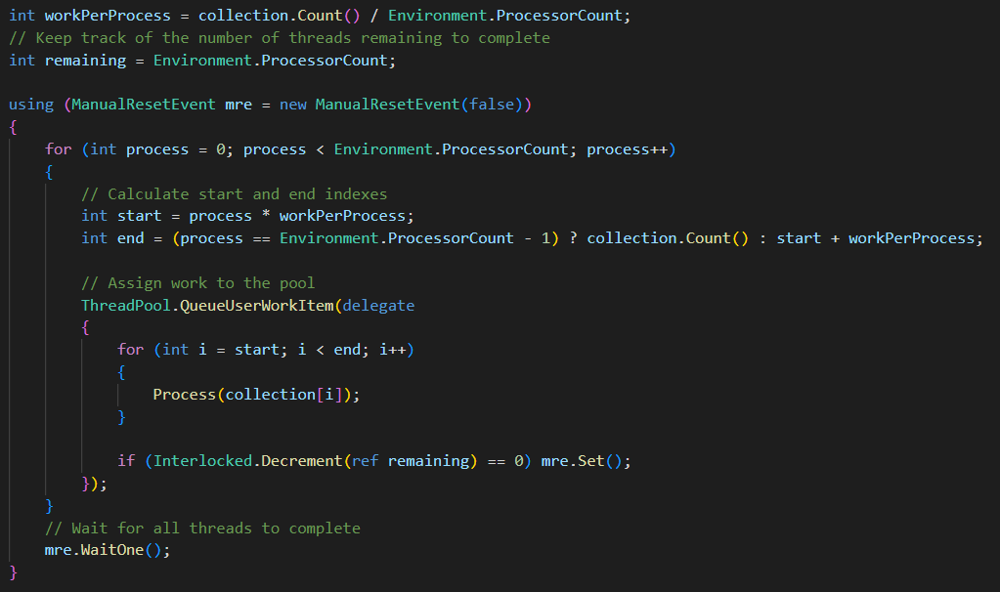 int workPerProcess = collection.Count() / Environment.ProcessorCount;
// Keep track of the number of threads remaining to complete
int remaining = Environment.ProcessorCount;

using (ManualResetEvent mre = new ManualResetEvent(false))
{
    for (int process = 0; process < Environment.ProcessorCount; process++)
    {
        // Calculate start and end indexes
        int start = process * workPerProcess;
        int end = (process == Environment.ProcessorCount - 1) ? collection.Count() : start + workPerProcess;

        // Assign work to the pool
        ThreadPool.QueueUserWorkItem(delegate
        {
            for (int i = start; i < end; i++)
            {
                Process(collection[i]);
            }

            if (Interlocked.Decrement(ref remaining) == 0) mre.Set();
        });
    }
    // Wait for all threads to complete
    mre.WaitOne();
}